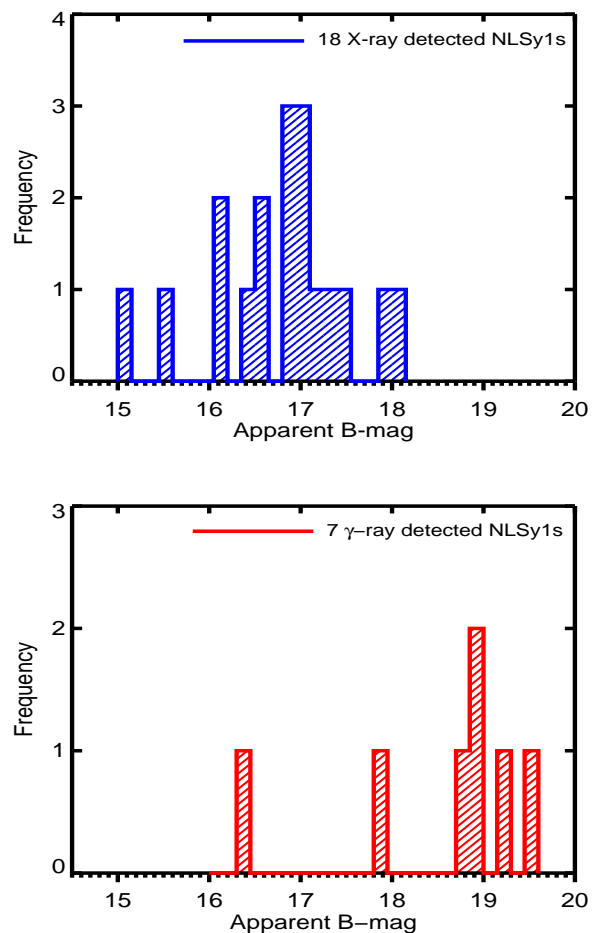 4
18 X-ray detected NLSy1s
3
2
1
0
Frequency
15 16 17 18 19 20
Apparent B-mag
3
7 γ–ray detected NLSy1s
2
1
0
Frequency
15 16 17 18 19 20
Apparent B–mag